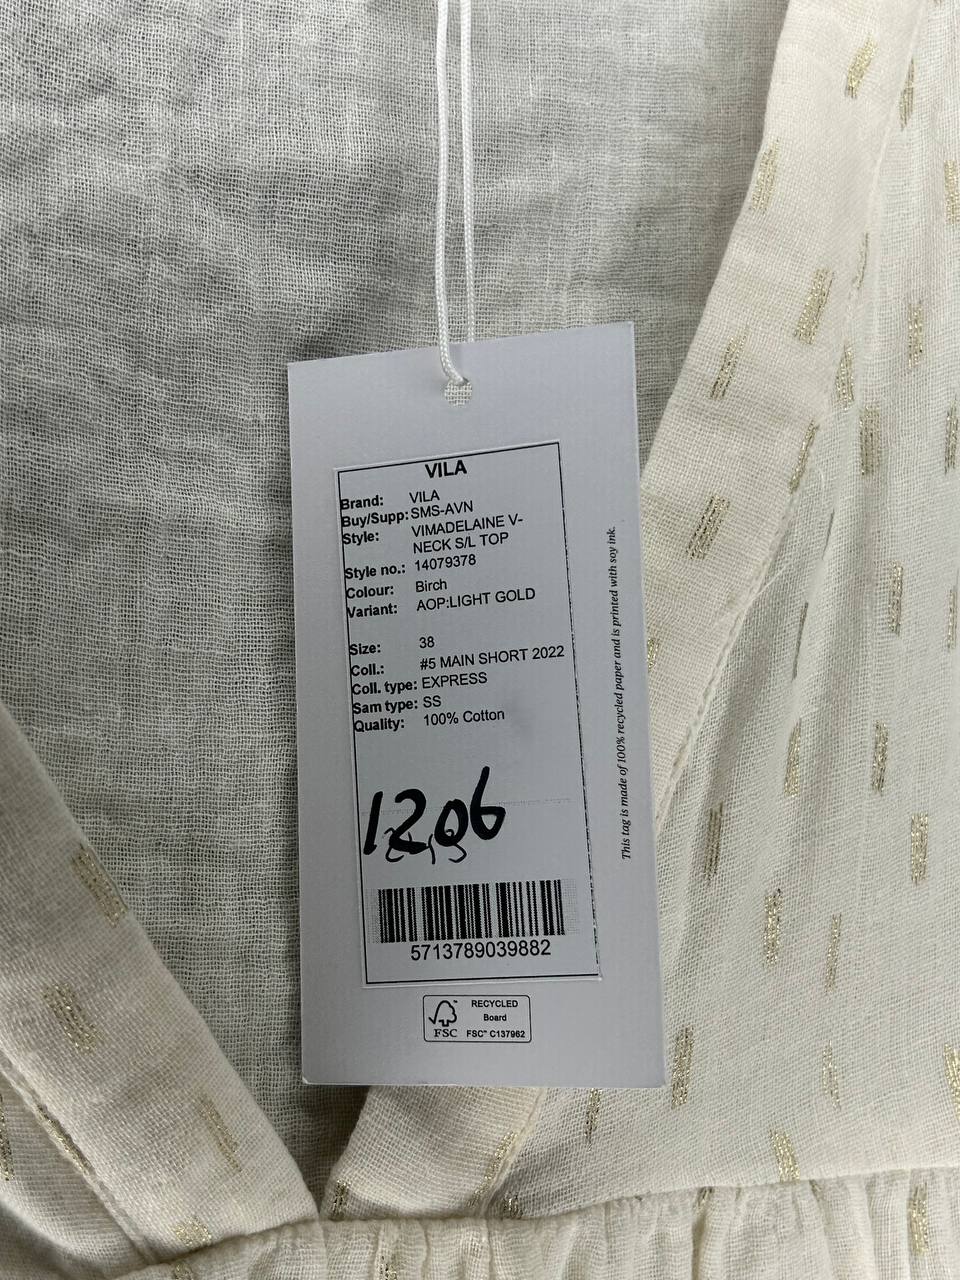 VILA
Brand: VILA
Buy/Supp: SMS-AVN
Style: VIMADELAINE V-
NECK S/L TOP
Style no.: 14079378
Colour: Birch
Variant: AOP:LIGHT GOLD
Size: 38
Coll.: #5 MAIN SHORT 2022
Coll. type: EXPRESS
Sam type: SS
Quality: 100% Cotton
1206
5713789039882
FSC™
RECYCLED
Board
FSC™ C137962
This tag is made of 100% recycled paper and is printed with soy ink.